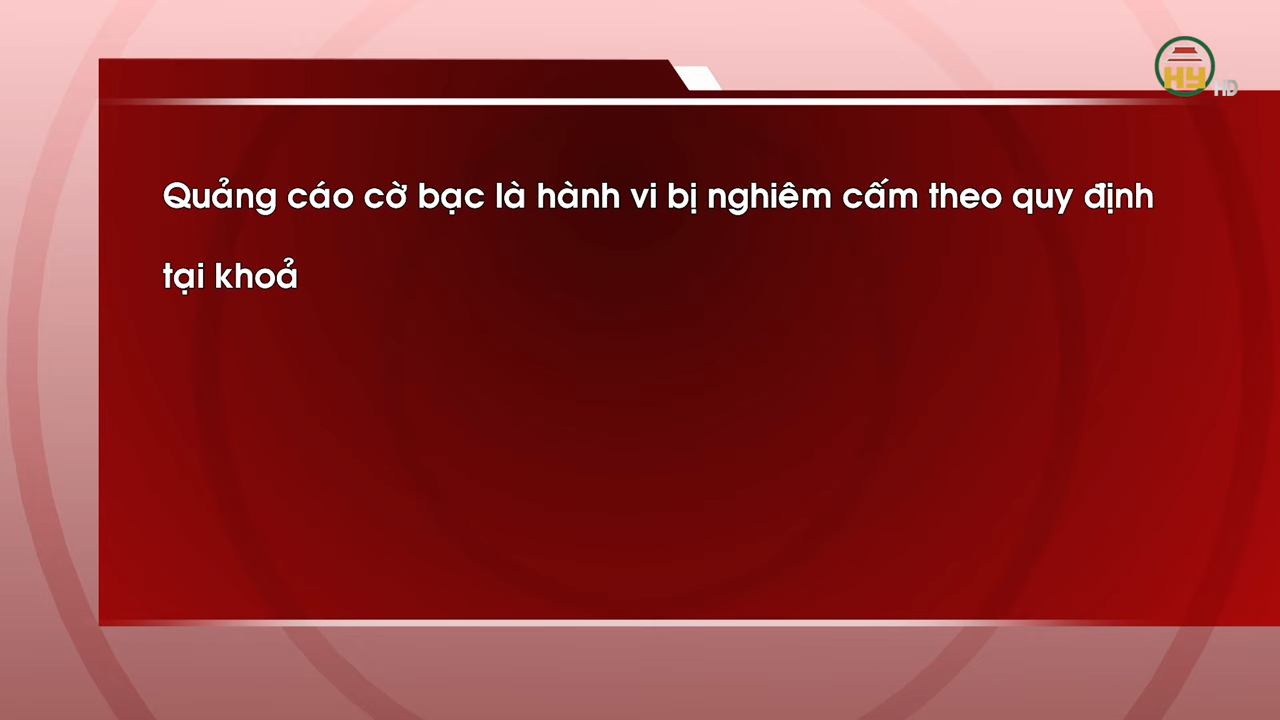 HY
HD
Quảng cáo cờ bạc là hành vi bị nghiêm cấm theo quy định
tại khoả